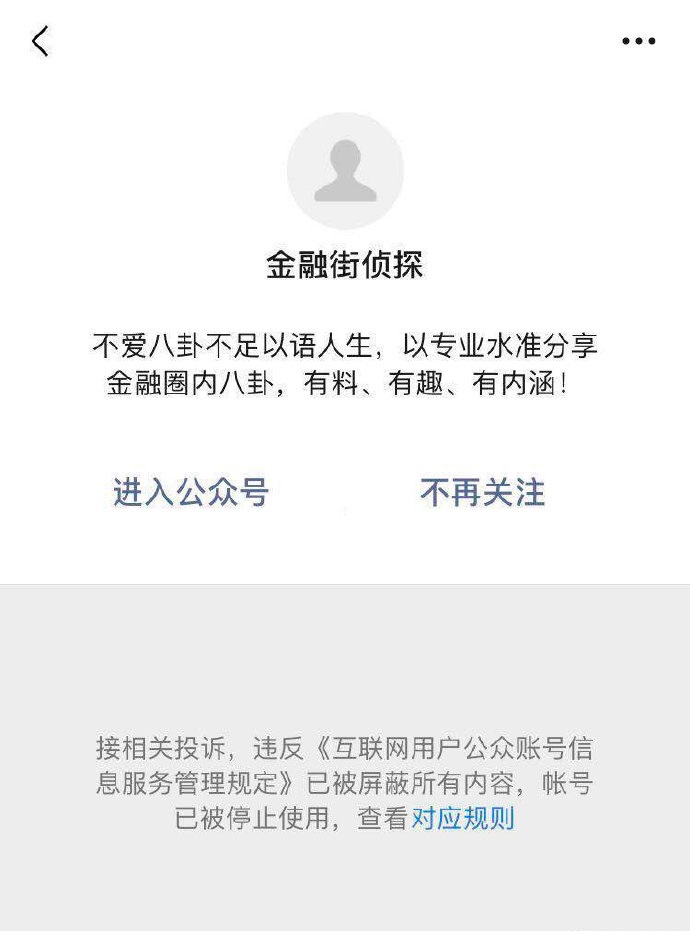 金融街侦探
不爱八卦不足以语人生，以专业水准分享
金融圈内八卦，有料、有趣、有内涵！
进入公众号
不再关注
接相关投诉，违反《互联网用户公众账号信
息服务管理规定》已被屏蔽所有内容，帐号
已被停止使用，查看对应规则